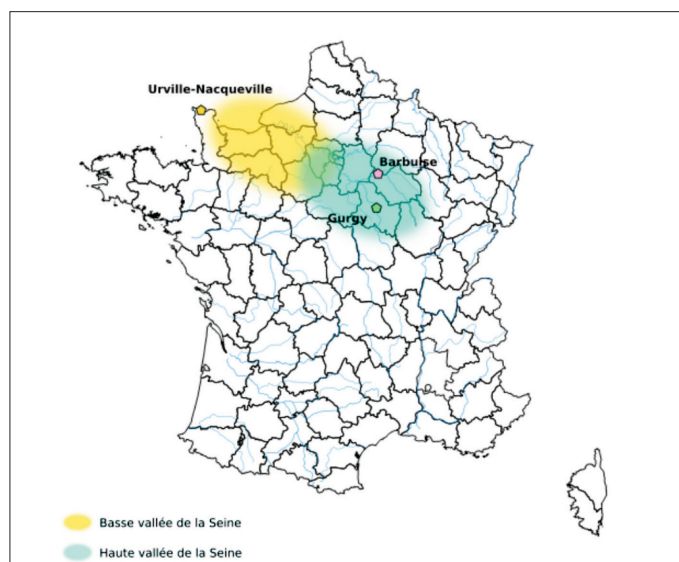 Urville-Nacqueville
Barbuise
Gurgy
Basse vallée de la Seine
Haute vallée de la Seine